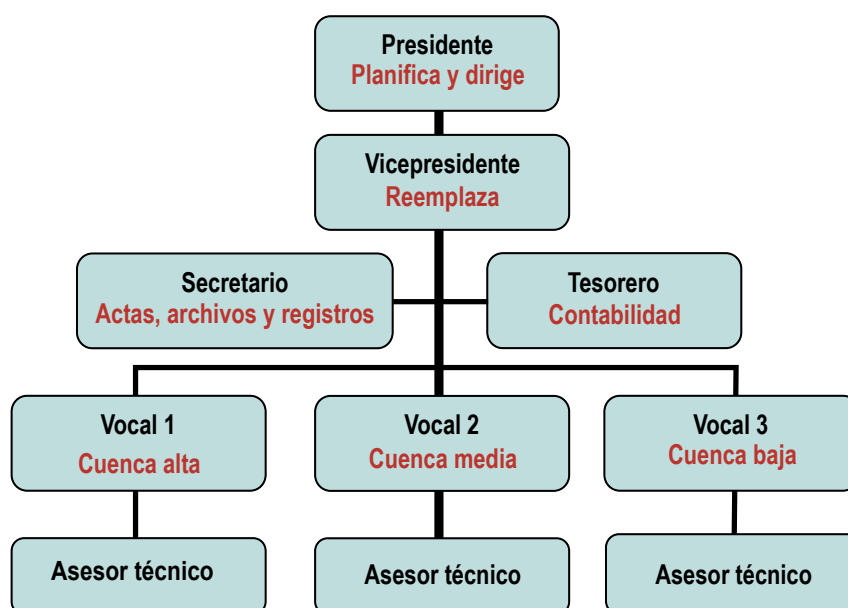 Presidente
Planifica y dirige
Vicepresidente
Reemplaza
Secretario
Actas, archivos y registros
Tesorero
Contabilidad
Vocal 1
Cuenca alta
Vocal 2
Cuenca media
Vocal 3
Cuenca baja
Asesor técnico
Asesor técnico
Asesor técnico